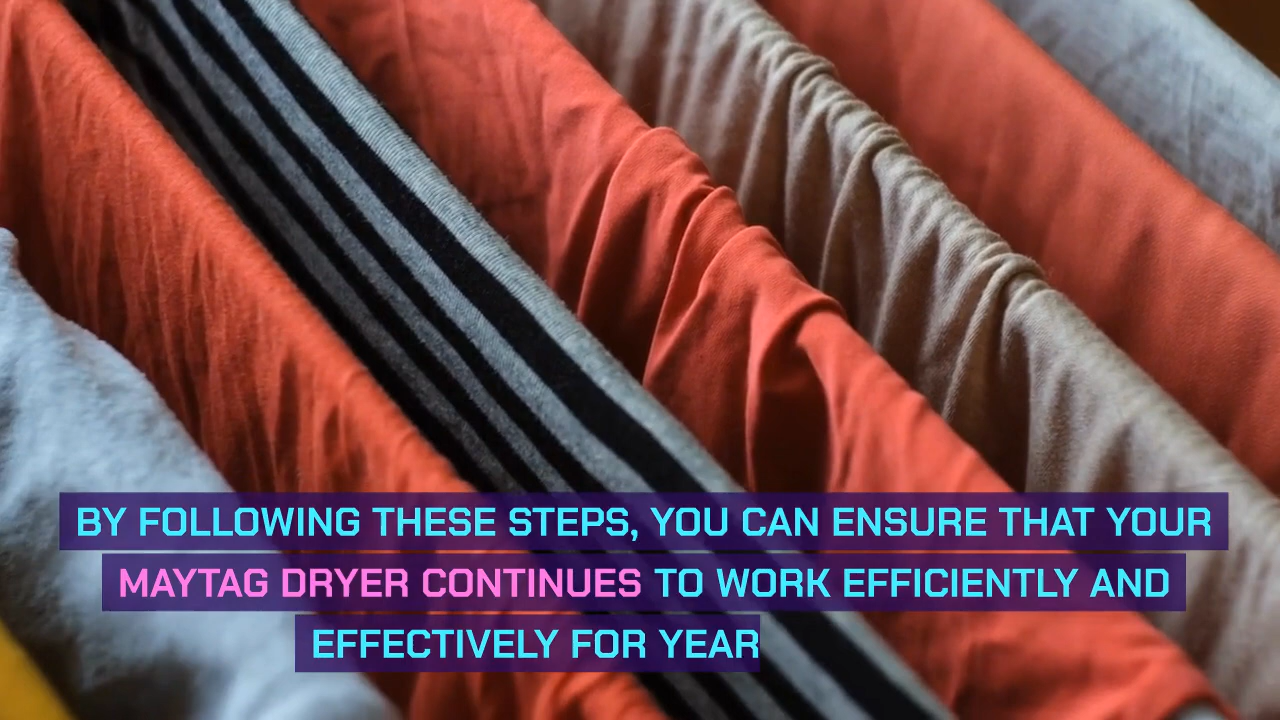 BY FOLLOWING THESE STEPS, YOU CAN ENSURE THAT YOUR
MAYTAG DRYER CONTINUES TO WORK EFFICIENTLY AND
EFFECTIVELY FOR YEAR